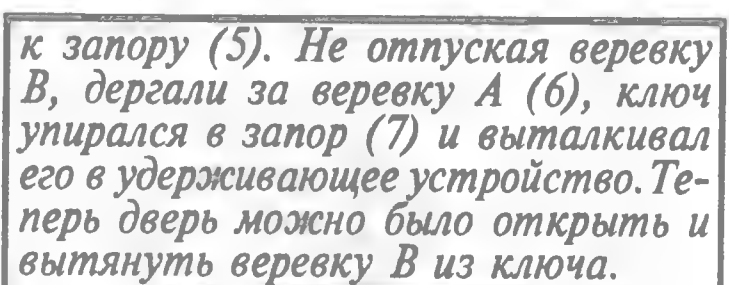 к запору (5). Не отпуская веревку
В, дергали за веревку А (6), ключ
упирался в запор (7) и выталкивал
его в удерживающее устройство. Те-
перь дверь можно было открыть и
вытянуть веревку В из ключа.